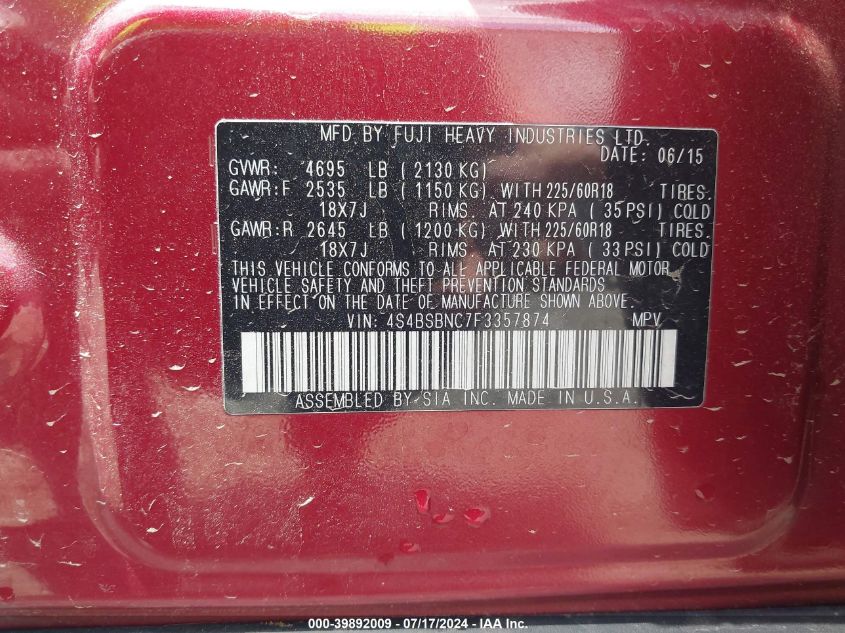 MFD BY FUJI HEAVY INDUSTRIES LTD.
DATE: 06/15
GVWR: 4695 LB ( 2130 KG)
GAWR: F 2535 LB ( 1150 KG) WITH 225/60R18 TIRES.
18X7J RIMS. AT 240 KPA ( 35 PSI) COLD
GAWR: R 2645 LB ( 1200 KG) WITH 225/60R18 TIRES.
18X7J RIMS AT 230 KPA ( 33 PSI) COLD
THIS VEHICLE CONFORMS TO ALL APPLICABLE FEDERAL MOTOR
VEHICLE SAFETY AND THEFT PREVENTION STANDARDS
IN EFFECT ON THE DATE OF MANUFACTURE SHOWN ABOVE.
VIN: 4S4BSBNC7F3357874 MPV
ASSEMBLED BY SIA INC. MADE IN U.S.A.
000-39892009 - 07/17/2024 - IAA Inc.